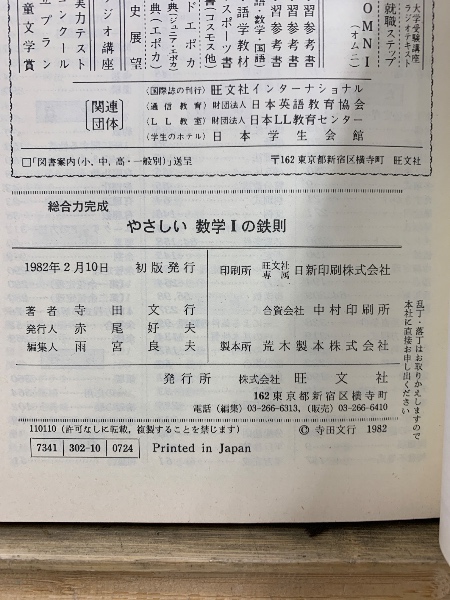 大学受験講座
ラジオテキスト
就職ステップ
OMNI
(オムニ)
習参考書
習参考書
習参考書
語学教材
・数学・国語)
スポーツ書
(コスモス他)
ドエポカ
典(ジュニア・エポカ)
典(エポカ)
史展望
ジオ講座
実力テスト
ンクール
童文学賞
〔関連団体〕
(国際誌の刊行) 旺文社インターナショナル
(通信教育) 財団法人 日本英語教育協会
(LL教室) 財団法人 日本LL教育センター
(学生のホテル) 日本学生会館
□「図書案内(小、中、高・一般別)」送呈 〒162 東京都新宿区横寺町 旺文社
総合力完成
やさしい 数学Ⅰの鉄則
1982年2月10日 初版発行
著者 寺田文行
発行人 赤尾好夫
編集人 雨宮良夫
印刷所 旺文社専属 日新印刷株式会社
合資会社 中村印刷所
製本所 荒木製本株式会社
発行所 株式会社 旺文社
162 東京都新宿区横寺町
電話(編集) 03-266-6313, (販売) 03-266-6410
110110 (許可なしに転載,複製することを禁じます) © 寺田文行 1982
7341 302-10 0724 Printed in Japan
乱丁・落丁はお取りかえしますので
本社に直接お申し出ください